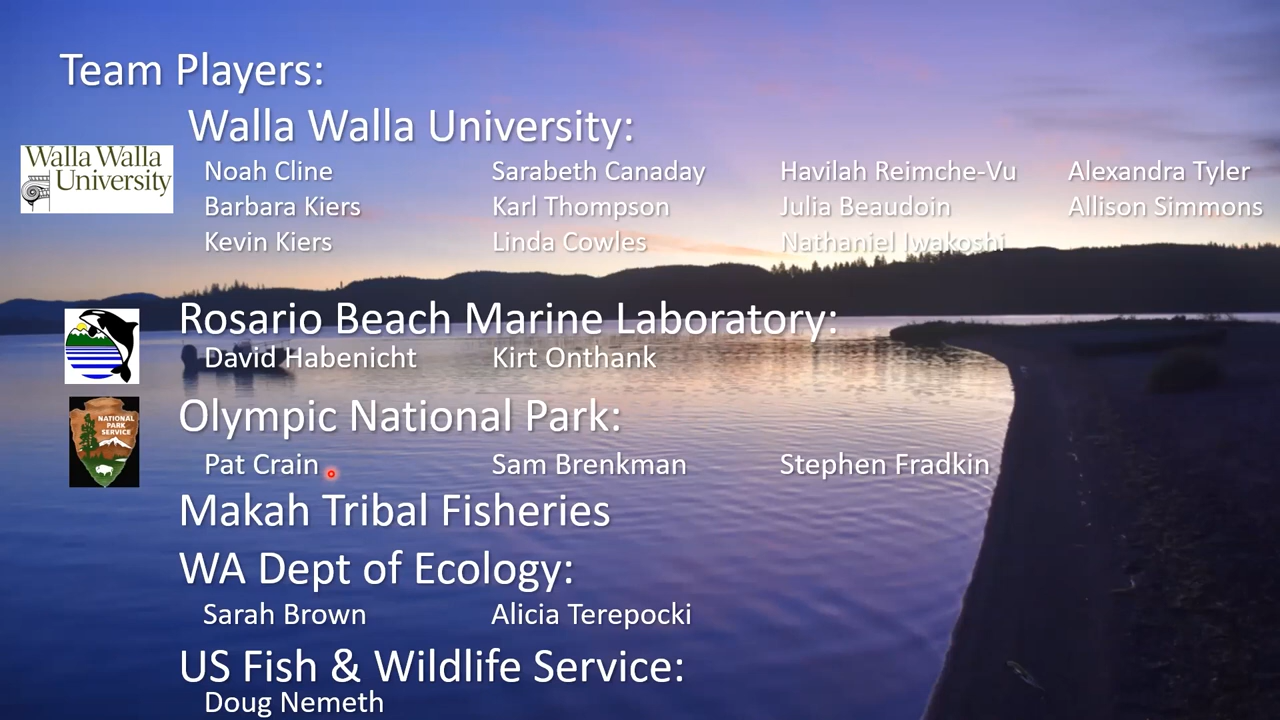 Team Players:
Walla Walla University:
Walla Walla
University
Noah Cline Sarabeth Canaday Havilah Reimche-Vu Alexandra Tyler
Barbara Kiers Karl Thompson Julia Beaudoin Allison Simmons
Kevin Kiers Linda Cowles Nathaniel Iwakoshi
Rosario Beach Marine Laboratory:
David Habenicht Kirt Onthank
Olympic National Park:
NATIONAL
PARK
SERVICE
Pat Crain Sam Brenkman Stephen Fradkin
Makah Tribal Fisheries
WA Dept of Ecology:
Sarah Brown Alicia Terepocki
US Fish & Wildlife Service:
Doug Nemeth